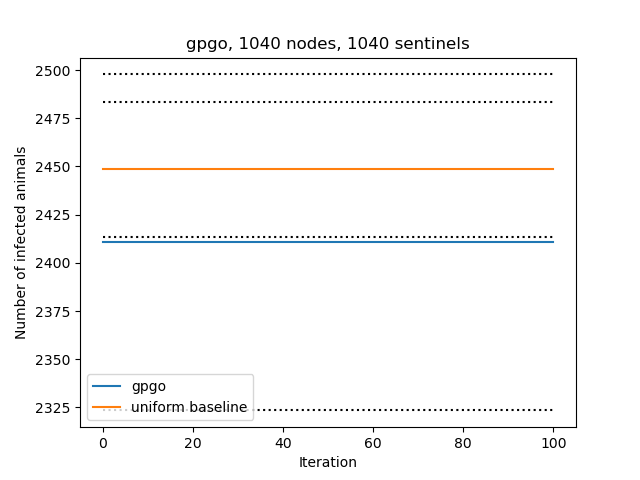 gpgo, 1040 nodes, 1040 sentinels
Number of infected animals
2500
2475
2450
2425
2400
2375
2350
2325
gpgo
uniform baseline
0 20 40 60 80 100
Iteration